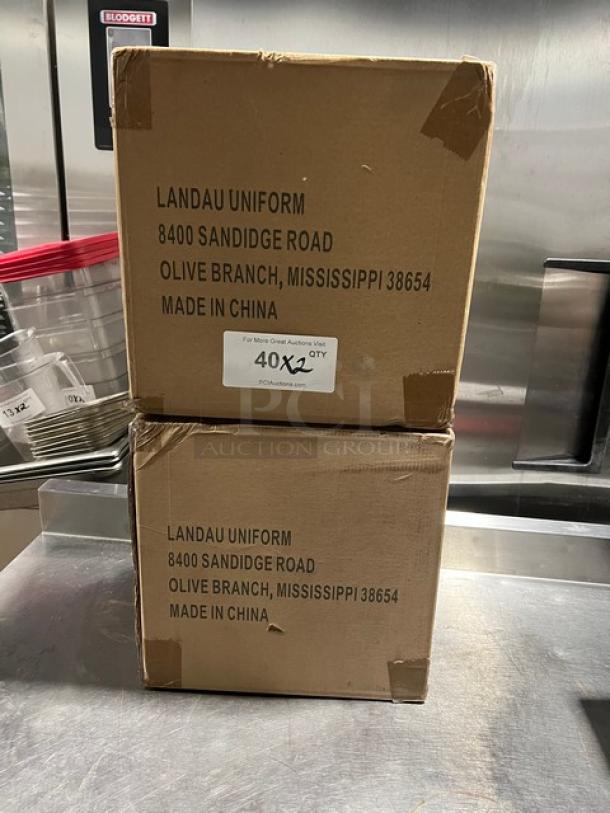 BLODGETT
LANDAU UNIFORM
8400 SANDIDGE ROAD
OLIVE BRANCH, MISSISSIPPI 38654
MADE IN CHINA
For More Great Auctions Visit
40 x2 QTY
PCIAuctions.com
PCI
AUCTION GROUP
13 x2
LANDAU UNIFORM
8400 SANDIDGE ROAD
OLIVE BRANCH, MISSISSIPPI 38654
MADE IN CHINA